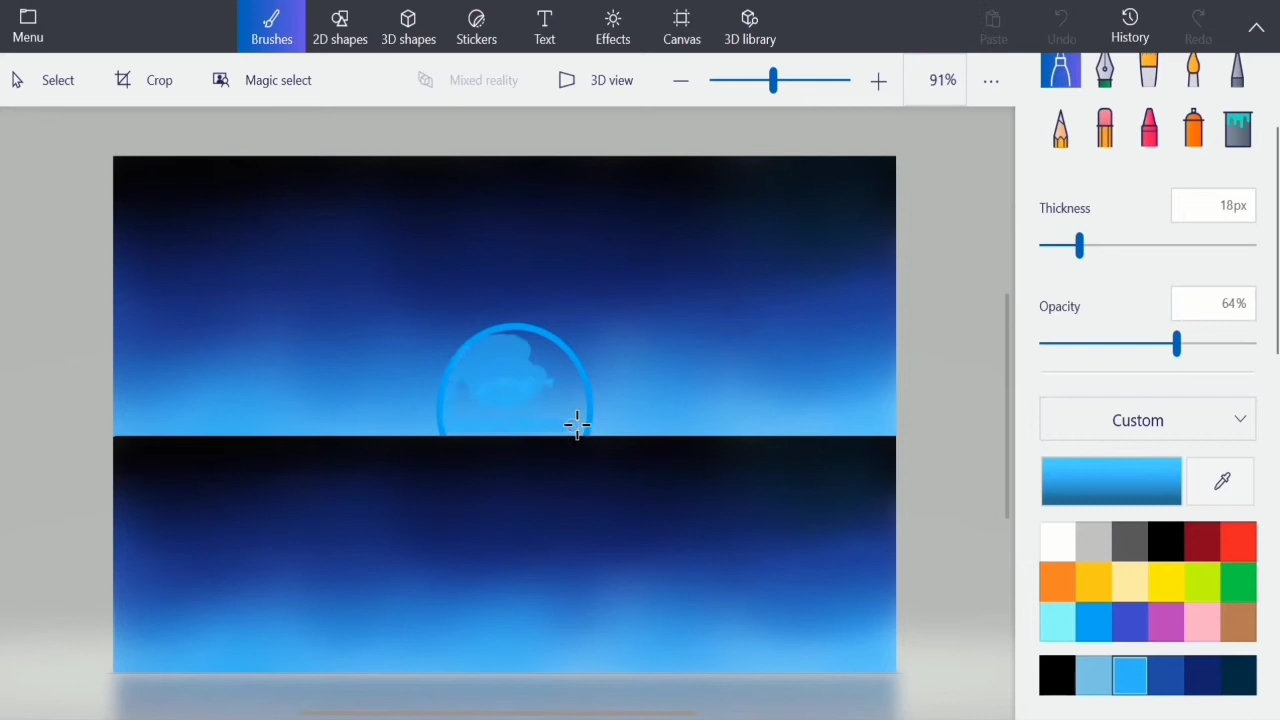 Menu
Brushes
2D shapes
3D shapes
Stickers
Text
Effects
Canvas
3D library
Paste
Undo
History
Redo
Select
Crop
Magic select
Mixed reality
3D view
91%
Thickness
18px
Opacity
64%
Custom